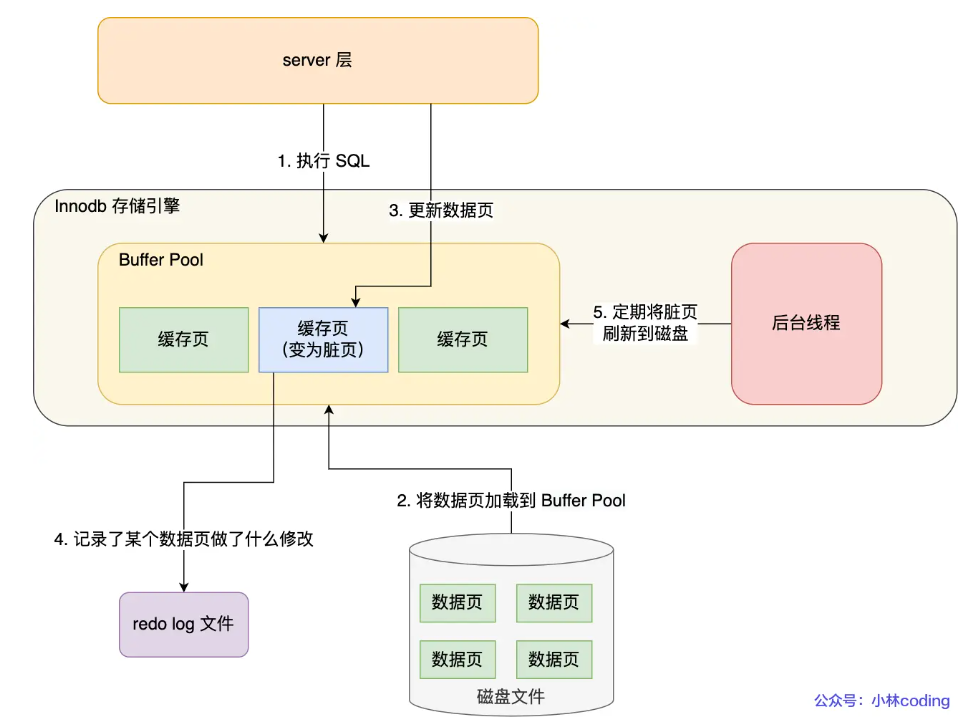 server 层
1. 执行 SQL
Innodb 存储引擎
3. 更新数据页
Buffer Pool
缓存页
缓存页
（变为脏页）
缓存页
5. 定期将脏页
刷新到磁盘
后台线程
2. 将数据页加载到 Buffer Pool
4. 记录了某个数据页做了什么修改
redo log 文件
数据页
数据页
数据页
数据页
磁盘文件
公众号：小林coding